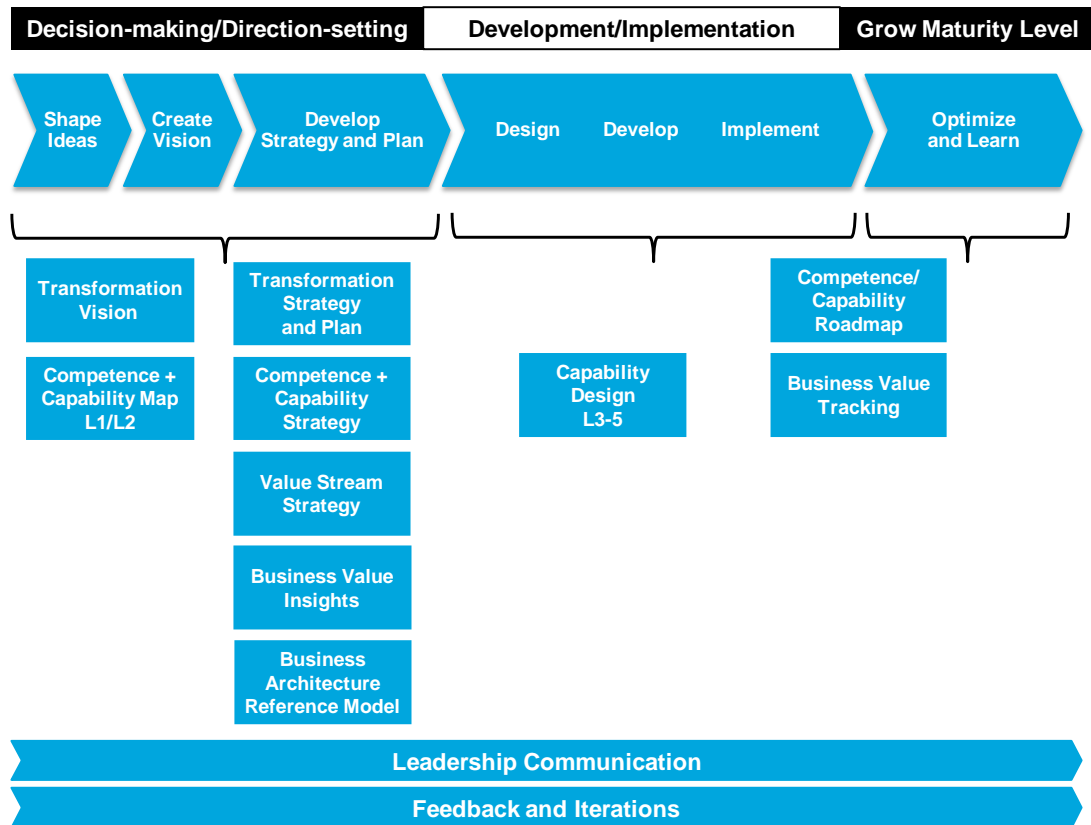 Decision-making/Direction-setting
Development/Implementation
Grow Maturity Level
Shape
Ideas
Create
Vision
Develop
Strategy and Plan
Design
Develop
Implement
Optimize
and Learn
Transformation
Vision
Transformation
Strategy
and Plan
Competence/
Capability
Roadmap
Competence +
Capability Map
L1/L2
Competence +
Capability
Strategy
Capability
Design
L3-5
Business Value
Tracking
Value Stream
Strategy
Business Value
Insights
Business
Architecture
Reference Model
Leadership Communication
Feedback and Iterations